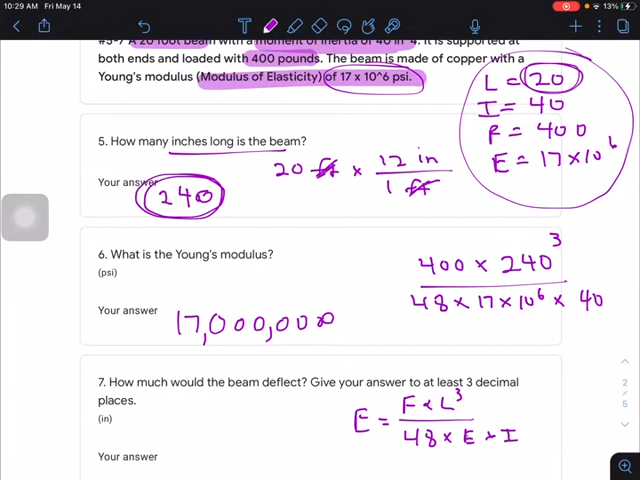 10:29 AM Fri May 14
13%
#5-7 A 20 foot beam with a moment of inertia of 40 in^4. It is supported at
both ends and loaded with 400 pounds. The beam is made of copper with a
Young's modulus (Modulus of Elasticity) of 17 x 10^6 psi.
L = 20
I = 40
F = 400
E = 17 × 10^6
5. How many inches long is the beam?
20 ft × 12 in / 1 ft
Your answer
240
6. What is the Young's modulus?
(psi)
400 × 240^3
48 × 17 × 10^6 × 40
Your answer
17,000,000
7. How much would the beam deflect? Give your answer to at least 3 decimal
places.
(in)
E = F × L^3
48 × E × I
Your answer
2
/
5